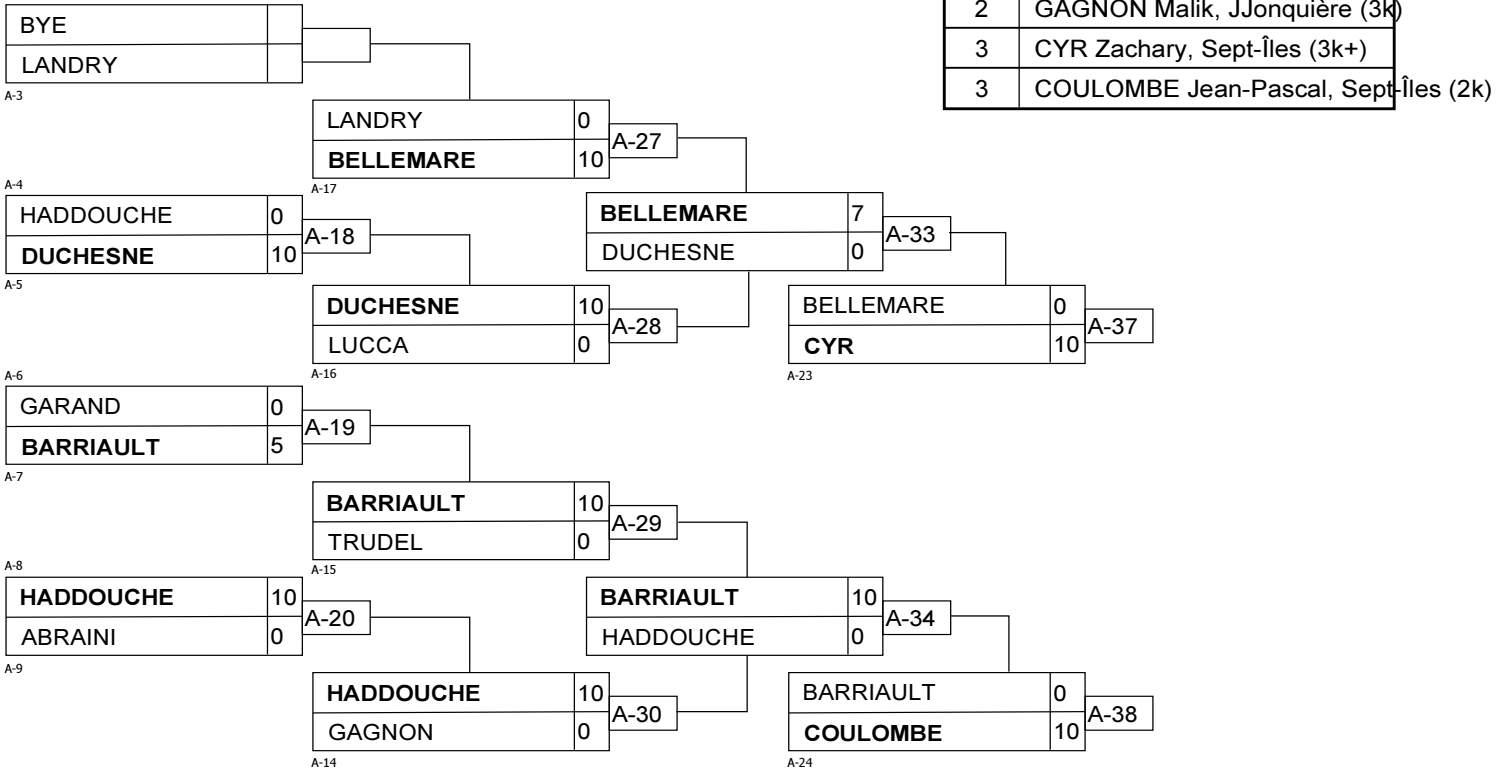 2 GAGNON Malik, JJonquière (3k)
3 CYR Zachary, Sept-Îles (3k+)
3 COULOMBE Jean-Pascal, Sept-Îles (2k)
BYE
LANDRY
A-3
LANDRY 0
BELLEMARE 10
A-27
A-17
A-4
HADDOUCHE 0
DUCHESNE 10
A-18
A-5
BELLEMARE 7
DUCHESNE 0
A-33
DUCHESNE 10
LUCCA 0
A-28
A-16
BELLEMARE 0
CYR 10
A-37
A-23
A-6
GARAND 0
BARRIAULT 5
A-19
A-7
BARRIAULT 10
TRUDEL 0
A-29
A-15
A-8
HADDOUCHE 10
ABRAINI 0
A-20
A-9
BARRIAULT 10
HADDOUCHE 0
A-34
HADDOUCHE 10
GAGNON 0
A-30
A-14
BARRIAULT 0
COULOMBE 10
A-38
A-24